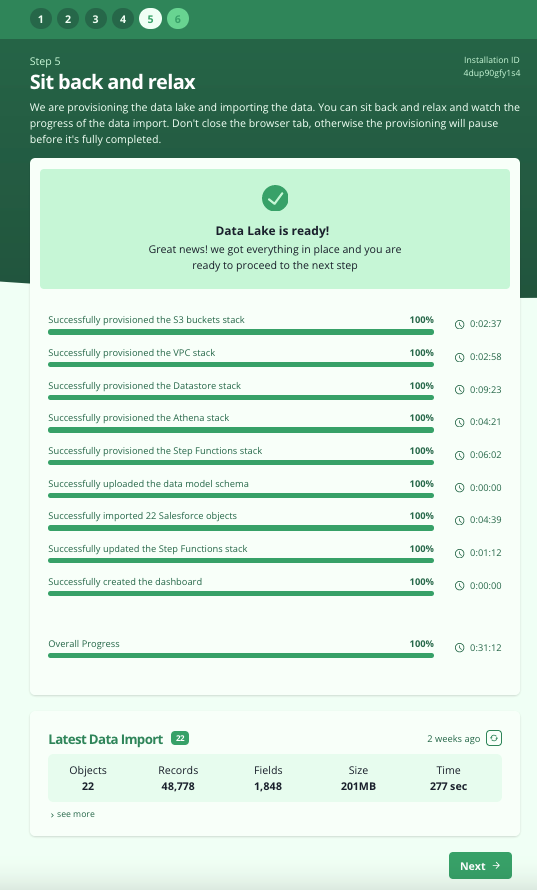 1 2 3 4 5 6
Step 5
Installation ID
Sit back and relax
4dup90gfy1s4
We are provisioning the data lake and importing the data. You can sit back and relax and watch the
progress of the data import. Don't close the browser tab, otherwise the provisioning will pause
before it's fully completed.
Data Lake is ready!
Great news! we got everything in place and you are
ready to proceed to the next step
Successfully provisioned the S3 buckets stack 100% 0:02:37
Successfully provisioned the VPC stack 100% 0:02:58
Successfully provisioned the Datastore stack 100% 0:09:23
Successfully provisioned the Athena stack 100% 0:04:21
Successfully provisioned the Step Functions stack 100% 0:06:02
Successfully uploaded the data model schema 100% 0:00:00
Successfully imported 22 Salesforce objects 100% 0:04:39
Successfully updated the Step Functions stack 100% 0:01:12
Successfully created the dashboard 100% 0:00:00
Overall Progress 100% 0:31:12
Latest Data Import 22 2 weeks ago
Objects Records Fields Size Time
22 48,778 1,848 201MB 277 sec
› see more
Next →